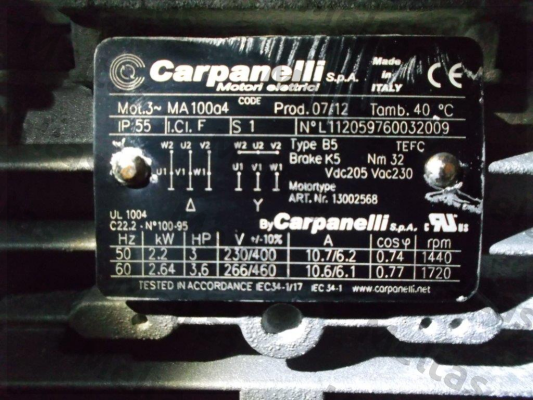 Carpanelli S.p.A.
Motori elettrici
Made in ITALY
CE
CODE
Mot.3~ MA100a4 Prod. 07/12 Tamb. 40 °C
IP 55 I.Cl. F S 1 N° L112059760032009
Type B5 TEFC
Brake K5 Nm 32
Vdc205 Vac230
Motortype
ART. Nr. 13002568
W2 U2 V2 W2 U2 V2
U1 V1 W1 U1 V1 W1
Δ Y
UL 1004
C22.2 - N°100-95
By Carpanelli S.p.A. c RU us
Hz kW HP V +/-10% A cosφ rpm
50 2.2 3 230/400 10.7/6.2 0.74 1440
60 2.64 3,6 266/460 10.6/6.1 0.77 1720
TESTED IN ACCORDANCE IEC34-1/17 IEC 34-1 www.carpanelli.net